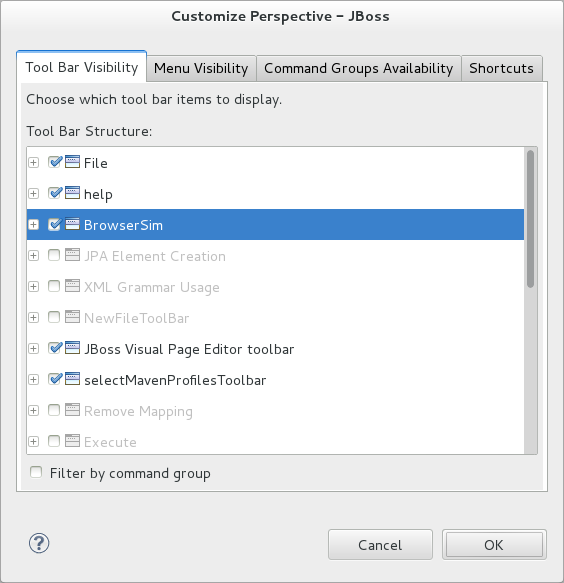 Customize Perspective – JBoss
Tool Bar Visibility
Menu Visibility
Command Groups Availability
Shortcuts
Choose which tool bar items to display.
Tool Bar Structure:
File
help
BrowserSim
JPA Element Creation
XML Grammar Usage
NewFileToolBar
JBoss Visual Page Editor toolbar
selectMavenProfilesToolbar
Remove Mapping
Execute
Filter by command group
?
Cancel
OK